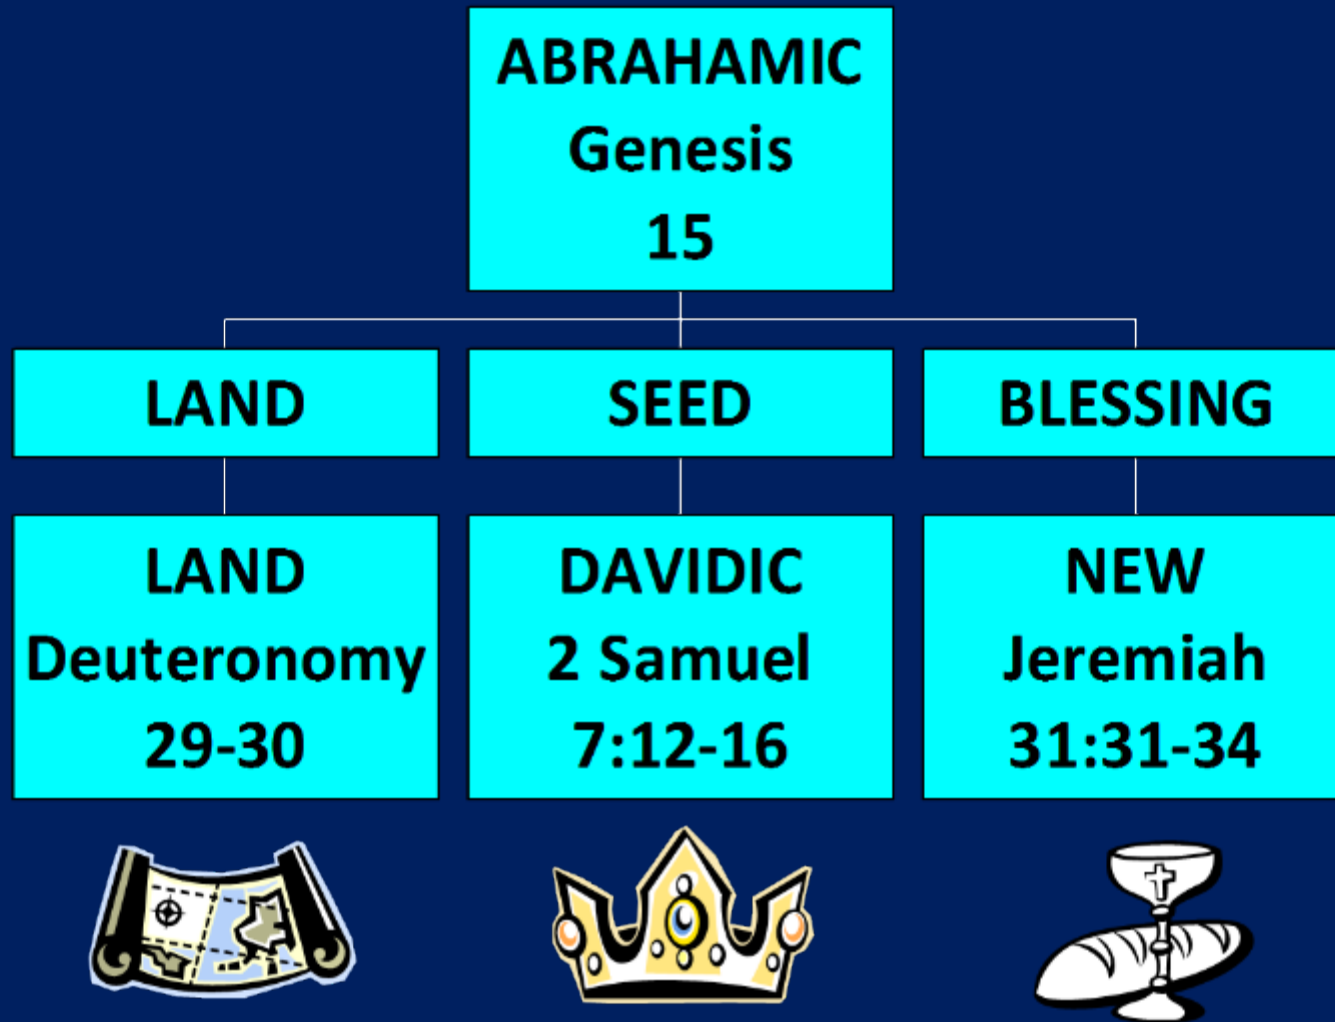 ABRAHAMIC
Genesis
15
LAND
SEED
BLESSING
LAND
Deuteronomy
29-30
DAVIDIC
2 Samuel
7:12-16
NEW
Jeremiah
31:31-34